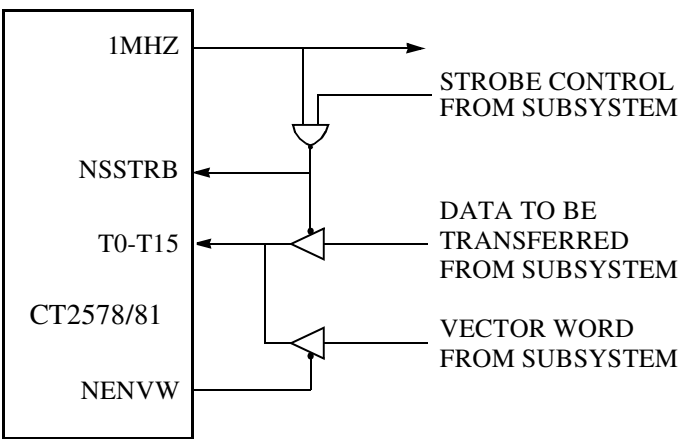 1MHZ
STROBE CONTROL
FROM SUBSYSTEM
NSSTRB
DATA TO BE
T0-T15
TRANSFERRED
FROM SUBSYSTEM
CT2578/81
VECTOR WORD
FROM SUBSYSTEM
NENVW